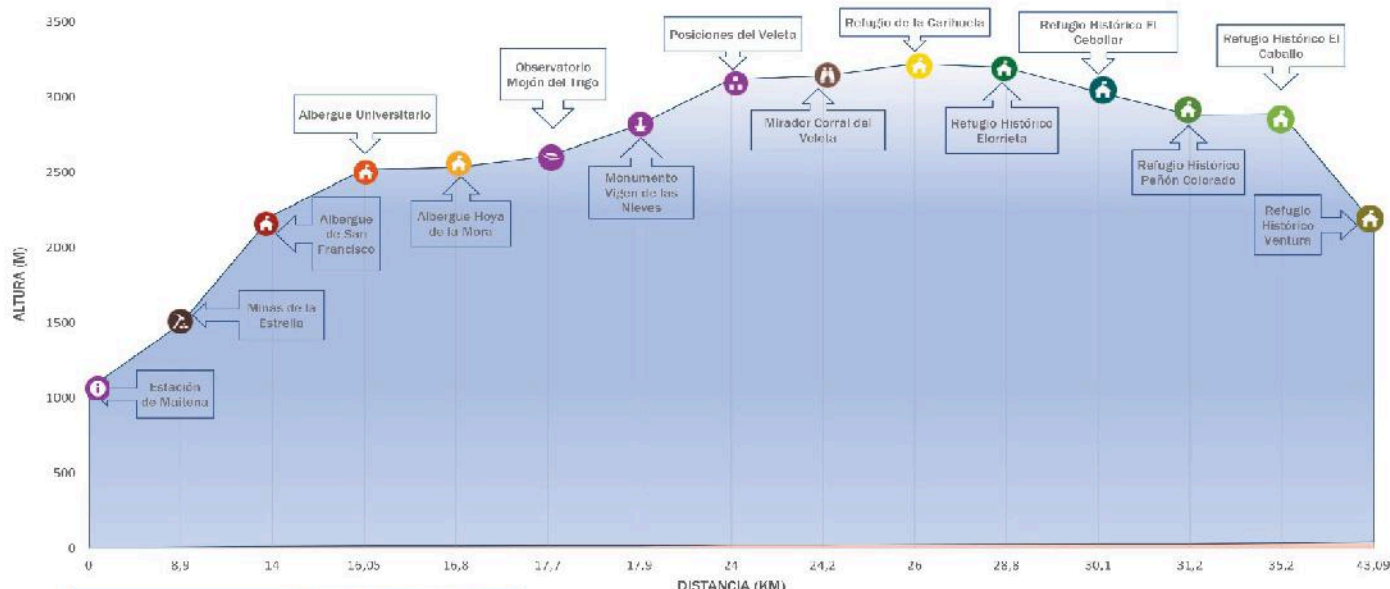 3500
3000
2500
2000
1500
1000
500
0
ALTURA (M)
Estación
de Maitena
Minas de la
Estrella
Albergue
de San
Francisco
Albergue Universitario
Albergue Hoya
de la Mora
Observatorio
Mojón del Trigo
Monumento
Vigen de las
Nieves
Posiciones del Veleta
Mirador Corral del
Veleta
Refugio de la Carihuela
Refugio Histórico
Elorrieta
Refugio Histórico El
Cebollar
Refugio Histórico
Peñón Colorado
Refugio Histórico El
Caballo
Refugio
Histórico
Ventura
0 8,9 14 16,05 16,8 17,7 17,9 24 24,2 26 28,8 30,1 31,2 35,2 43,09
DISTANCIA (KM)